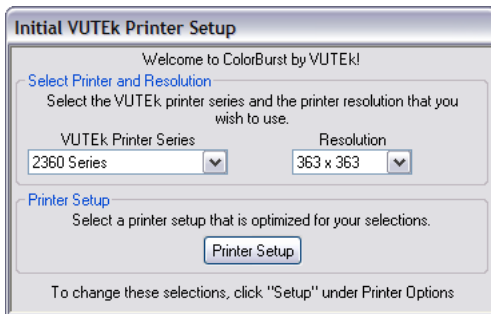 Initial VUTEk Printer Setup
Welcome to ColorBurst by VUTEk!
Select Printer and Resolution
Select the VUTEk printer series and the printer resolution that you
wish to use.
VUTEk Printer Series Resolution
2360 Series 363 x 363
Printer Setup
Select a printer setup that is optimized for your selections.
Printer Setup
To change these selections, click "Setup" under Printer Options